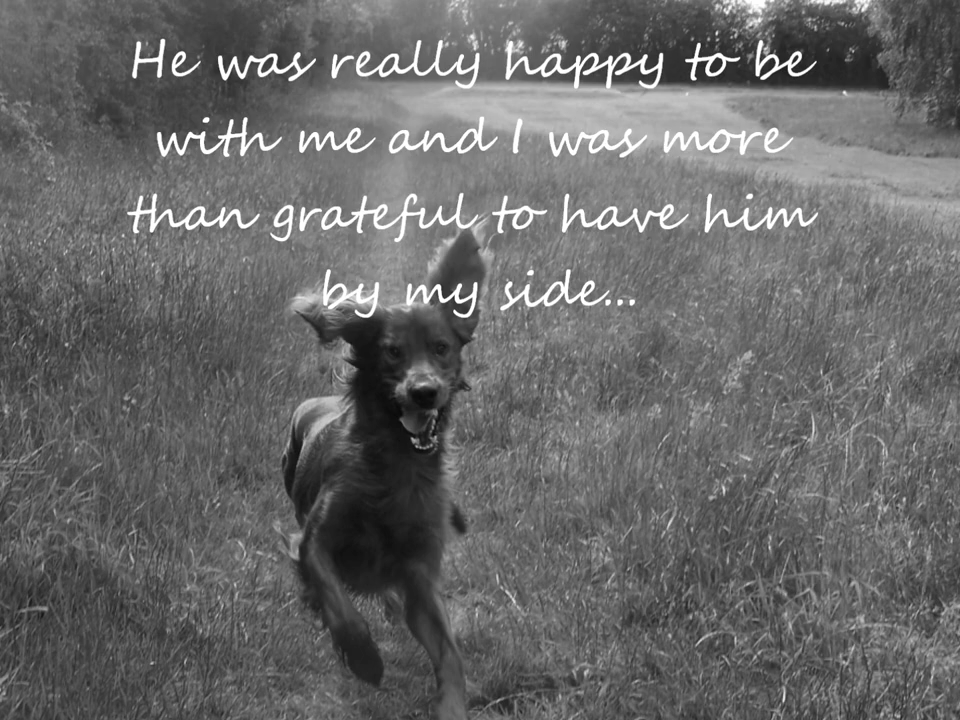 He was really happy to be
with me and I was more
than grateful to have him
by my side...